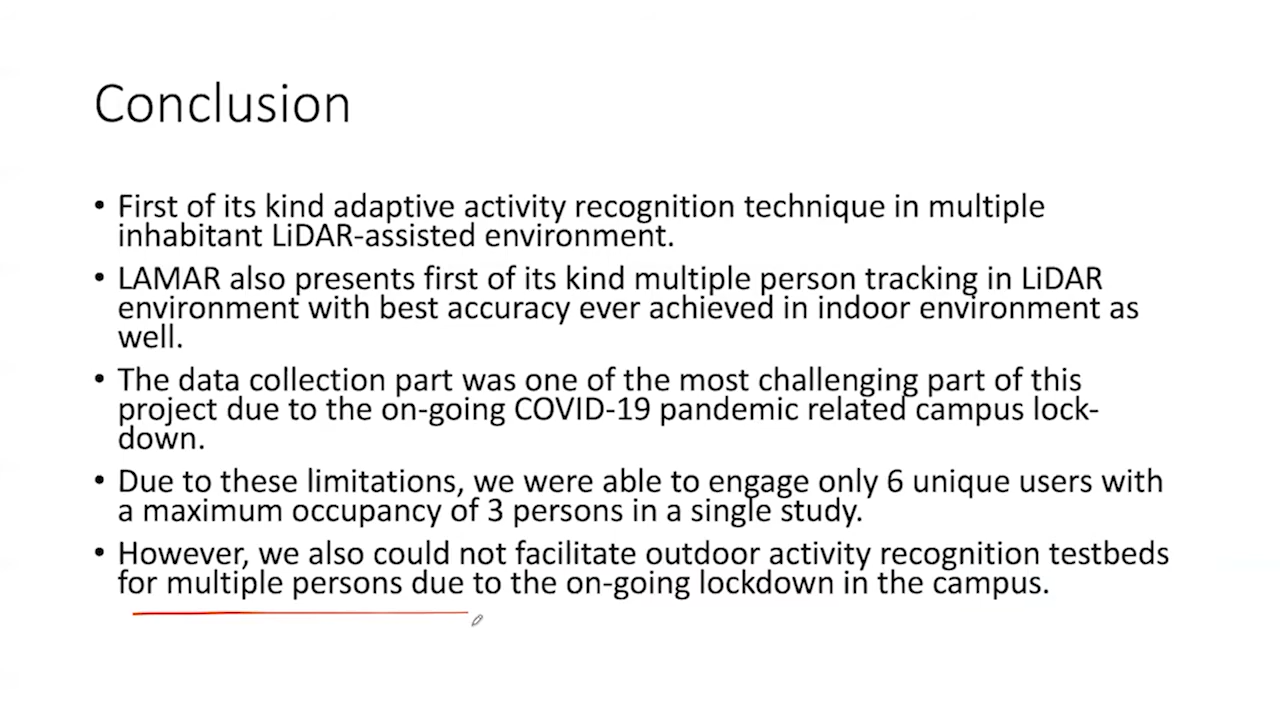 Conclusion
• First of its kind adaptive activity recognition technique in multiple
inhabitant LiDAR-assisted environment.
• LAMAR also presents first of its kind multiple person tracking in LiDAR
environment with best accuracy ever achieved in indoor environment as
well.
• The data collection part was one of the most challenging part of this
project due to the on-going COVID-19 pandemic related campus lock-
down.
• Due to these limitations, we were able to engage only 6 unique users with
a maximum occupancy of 3 persons in a single study.
• However, we also could not facilitate outdoor activity recognition testbeds
for multiple persons due to the on-going lockdown in the campus.